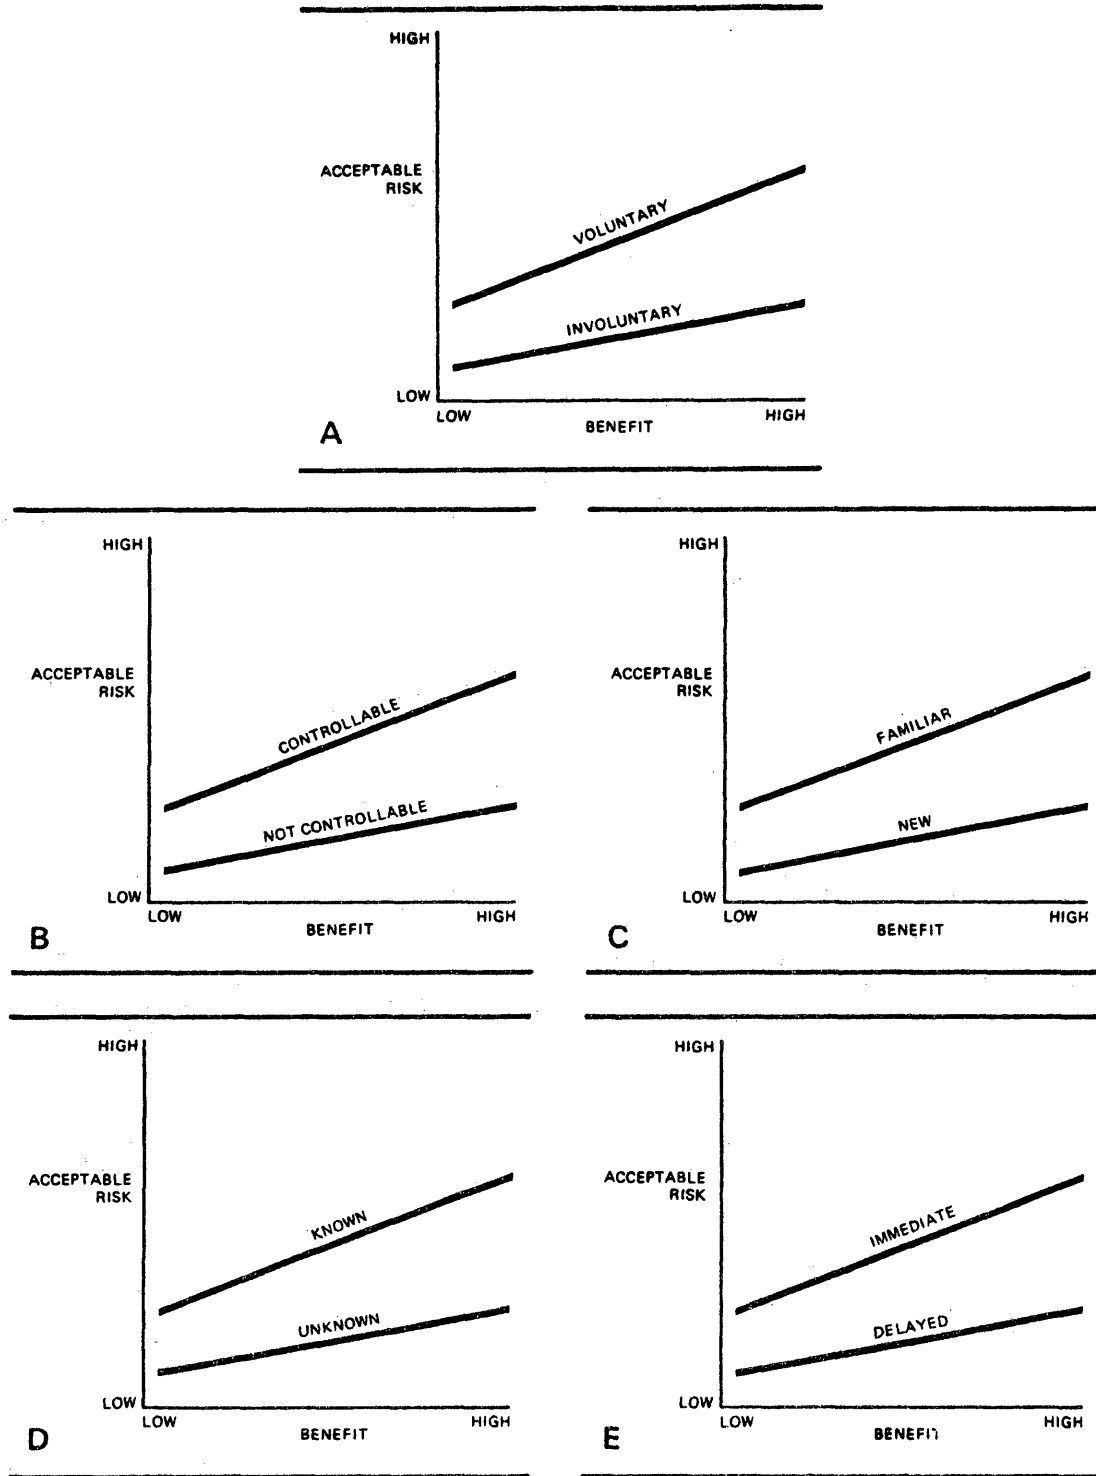 HIGH
ACCEPTABLE
RISK
VOLUNTARY
INVOLUNTARY
LOW
LOW
HIGH
BENEFIT
A
HIGH
ACCEPTABLE
RISK
CONTROLLABLE
NOT CONTROLLABLE
LOW
LOW
HIGH
BENEFIT
B
HIGH
ACCEPTABLE
RISK
FAMILIAR
NEW
LOW
LOW
HIGH
BENEFIT
C
HIGH
ACCEPTABLE
RISK
KNOWN
UNKNOWN
LOW
LOW
HIGH
BENEFIT
D
HIGH
ACCEPTABLE
RISK
IMMEDIATE
DELAYED
LOW
LOW
HIGH
BENEFIT
E